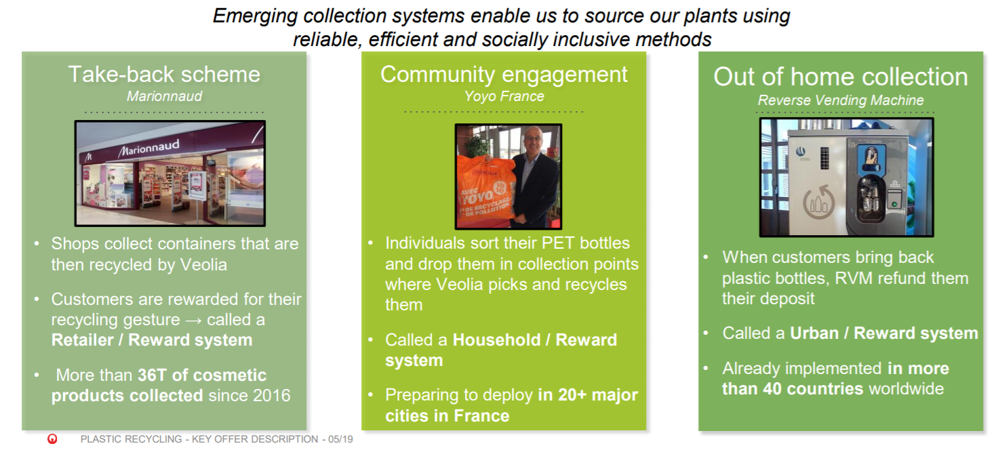 Emerging collection systems enable us to source our plants using
reliable, efficient and socially inclusive methods
Take-back scheme
Marionnaud
Marionnaud
• Shops collect containers that are
then recycled by Veolia
• Customers are rewarded for their
recycling gesture → called a
Retailer / Reward system
• More than 36T of cosmetic
products collected since 2016
Community engagement
Yoyo France
AVEC
YOYO,
YO
YO
DE RECYCLAGE,
- DE POLLUTION.
• Individuals sort their PET bottles
and drop them in collection points
where Veolia picks and recycles
them
• Called a Household / Reward
system
• Preparing to deploy in 20+ major
cities in France
Out of home collection
Reverse Vending Machine
• When customers bring back
plastic bottles, RVM refund them
their deposit
• Called a Urban / Reward system
• Already implemented in more
than 40 countries worldwide
PLASTIC RECYCLING - KEY OFFER DESCRIPTION - 05/19